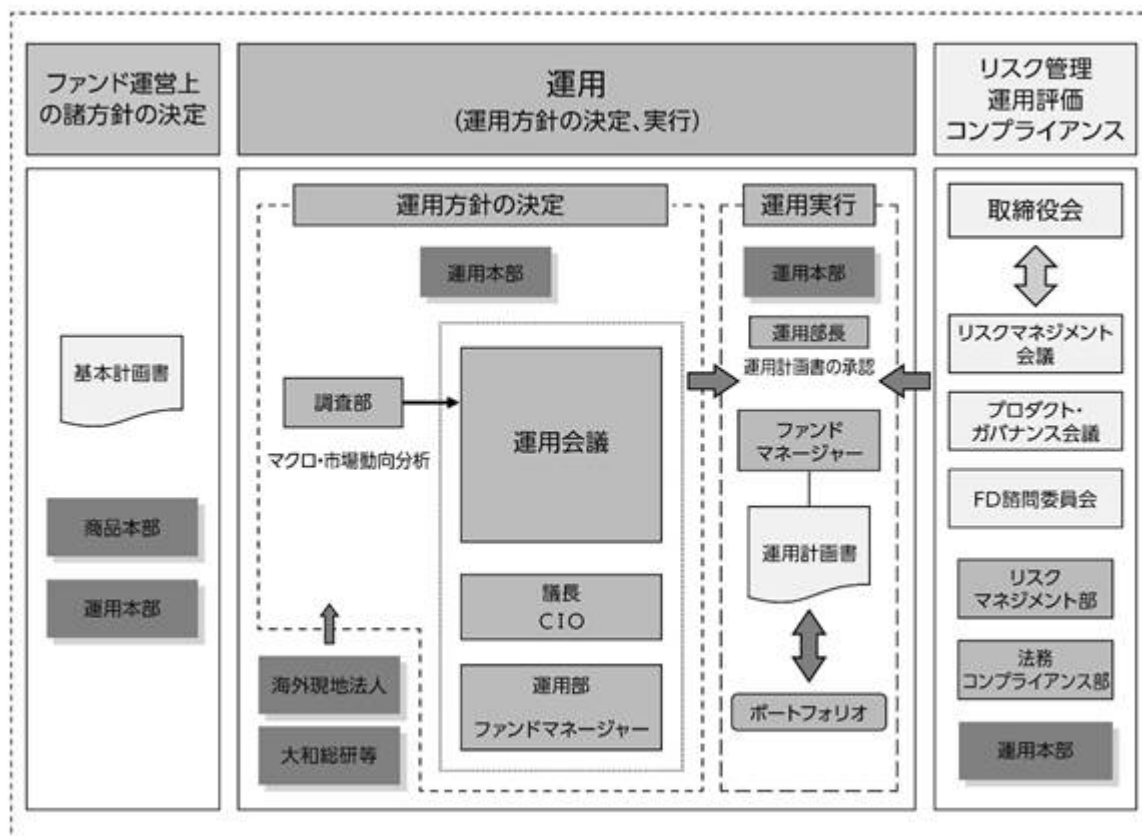 ファンド運営上
の諸方針の決定
基本計画書
商品本部
運用本部
運用
(運用方針の決定、実行)
運用方針の決定
運用本部
調査部
マクロ・市場動向分析
運用会議
議長
CIO
運用部
ファンドマネージャー
海外現地法人
大和総研等
運用実行
運用本部
運用部長
運用計画書の承認
ファンド
マネージャー
運用計画書
ポートフォリオ
リスク管理
運用評価
コンプライアンス
取締役会
リスクマネジメント
会議
プロダクト・
ガバナンス会議
FD諮問委員会
リスク
マネジメント部
法務
コンプライアンス部
運用本部